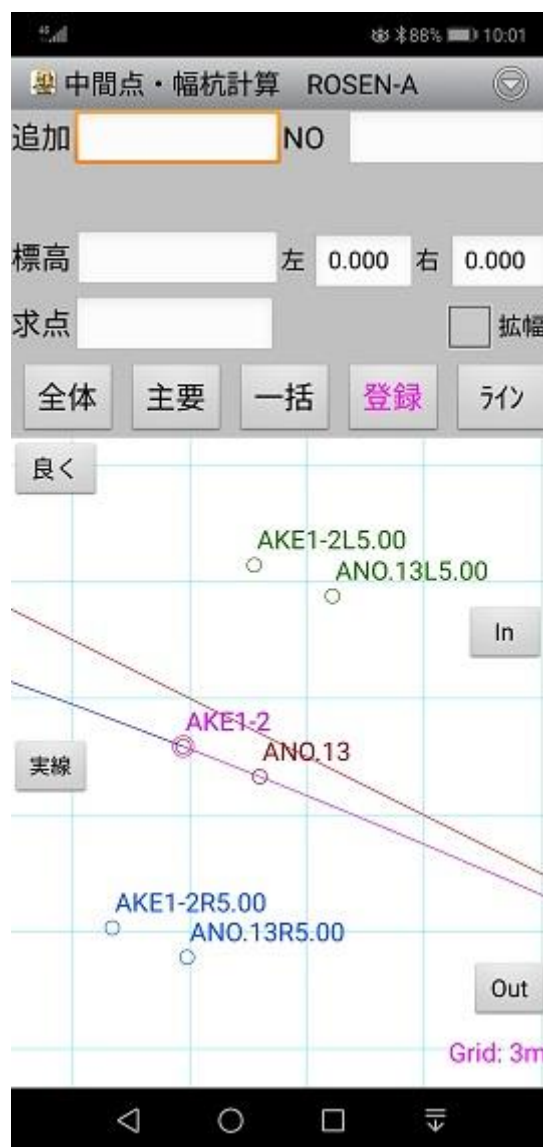 88% 10:01
中間点・幅杭計算 ROSEN-A
追加 NO
標高 左 0.000 右 0.000
求点 拡幅
全体 主要 一括 登録 ﾗｲﾝ
良く
AKE1-2L5.00
ANO.13L5.00
In
AKE1-2
ANO.13
実線
AKE1-2R5.00
ANO.13R5.00
Out
Grid: 3m